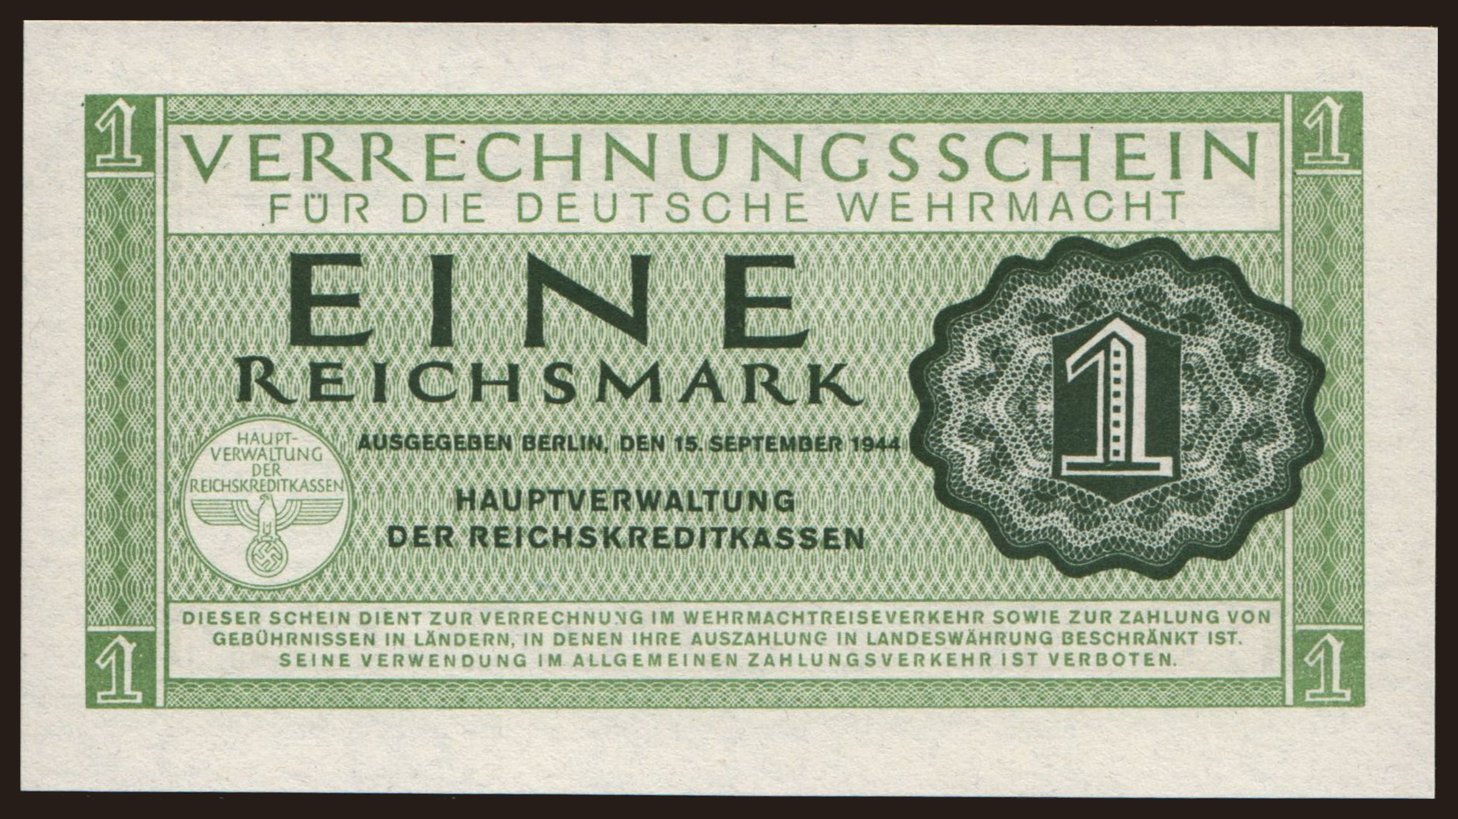 1
1
VERRECHNUNGSSCHEIN
FÜR DIE DEUTSCHE WEHRMACHT
EINE
REICHSMARK
1
HAUPT-
VERWALTUNG
DER
REICHSKREDITKASSEN
AUSGEGEBEN BERLIN, DEN 15. SEPTEMBER 1944
HAUPTVERWALTUNG
DER REICHSKREDITKASSEN
DIESER SCHEIN DIENT ZUR VERRECHNUNG IM WEHRMACHTREISEVERKEHR SOWIE ZUR ZAHLUNG VON
GEBÜHRNISSEN IN LÄNDERN, IN DENEN IHRE AUSZAHLUNG IN LANDESWÄHRUNG BESCHRÄNKT IST.
SEINE VERWENDUNG IM ALLGEMEINEN ZAHLUNGSVERKEHR IST VERBOTEN.
1
1